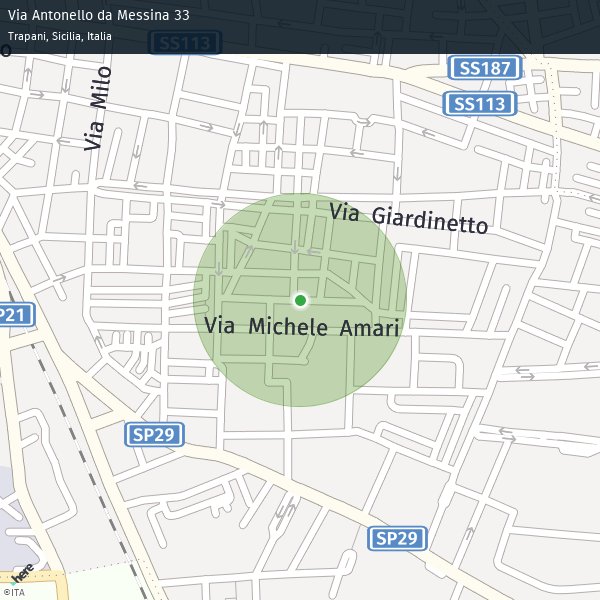 Via Antonello da Messina 33
Trapani, Sicilia, Italia
SS113
SS187
SS113
Via Milo
Via Giardinetto
Via Michele Amari
P21
SP29
SP29
here
©ITA